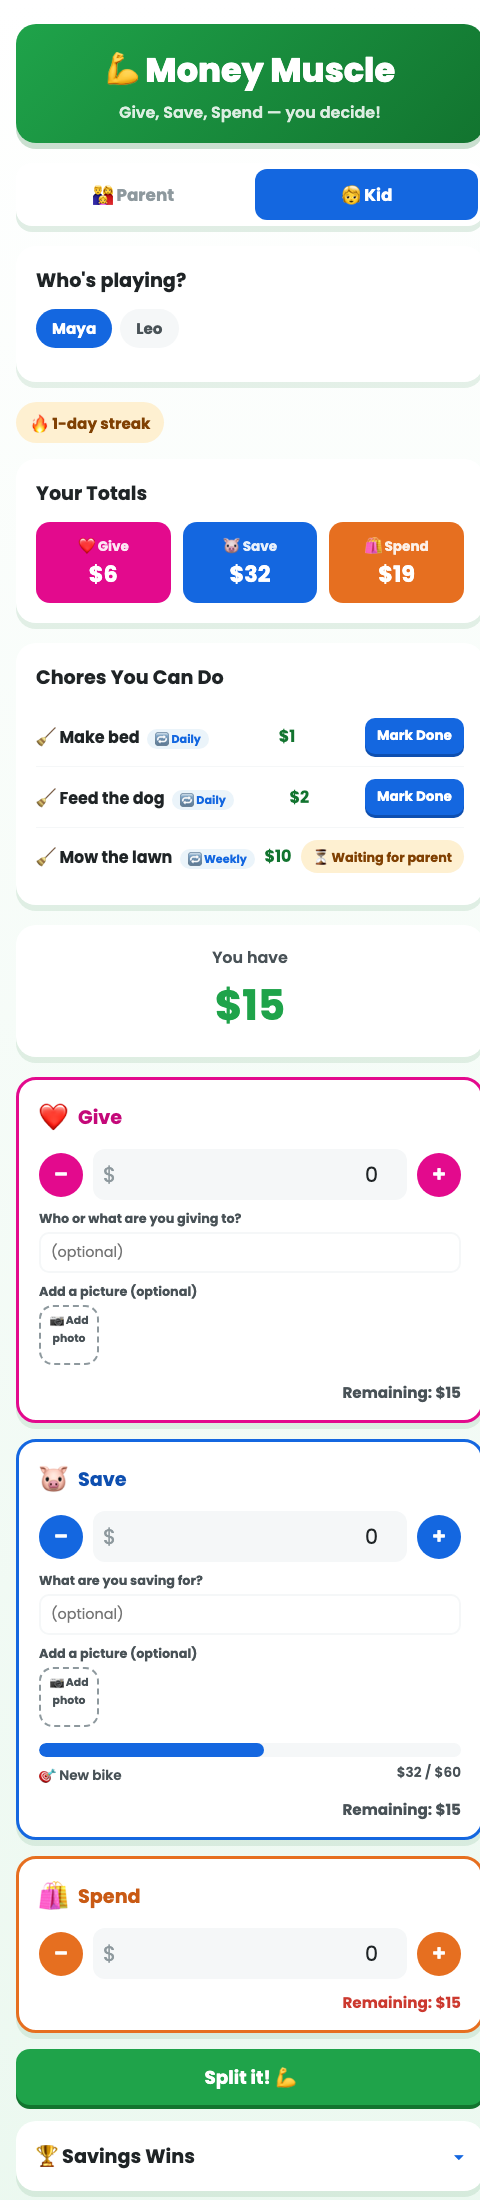 💪 Money Muscle
Give, Save, Spend — you decide!
👨‍👩‍👧 Parent
🧒 Kid
Who's playing?
Maya
Leo
🔥 1-day streak
Your Totals
❤️ Give
$6
🐷 Save
$32
🛍️ Spend
$19
Chores You Can Do
🧹 Make bed 🔁 Daily $1 Mark Done
🧹 Feed the dog 🔁 Daily $2 Mark Done
🧹 Mow the lawn 🔁 Weekly $10 ⏳ Waiting for parent
You have
$15
❤️ Give
− $ 0 +
Who or what are you giving to?
(optional)
Add a picture (optional)
📷 Add
photo
Remaining: $15
🐷 Save
− $ 0 +
What are you saving for?
(optional)
Add a picture (optional)
📷 Add
photo
🎯 New bike $32 / $60
Remaining: $15
🛍️ Spend
− $ 0 +
Remaining: $15
Split it! 💪
🏆 Savings Wins